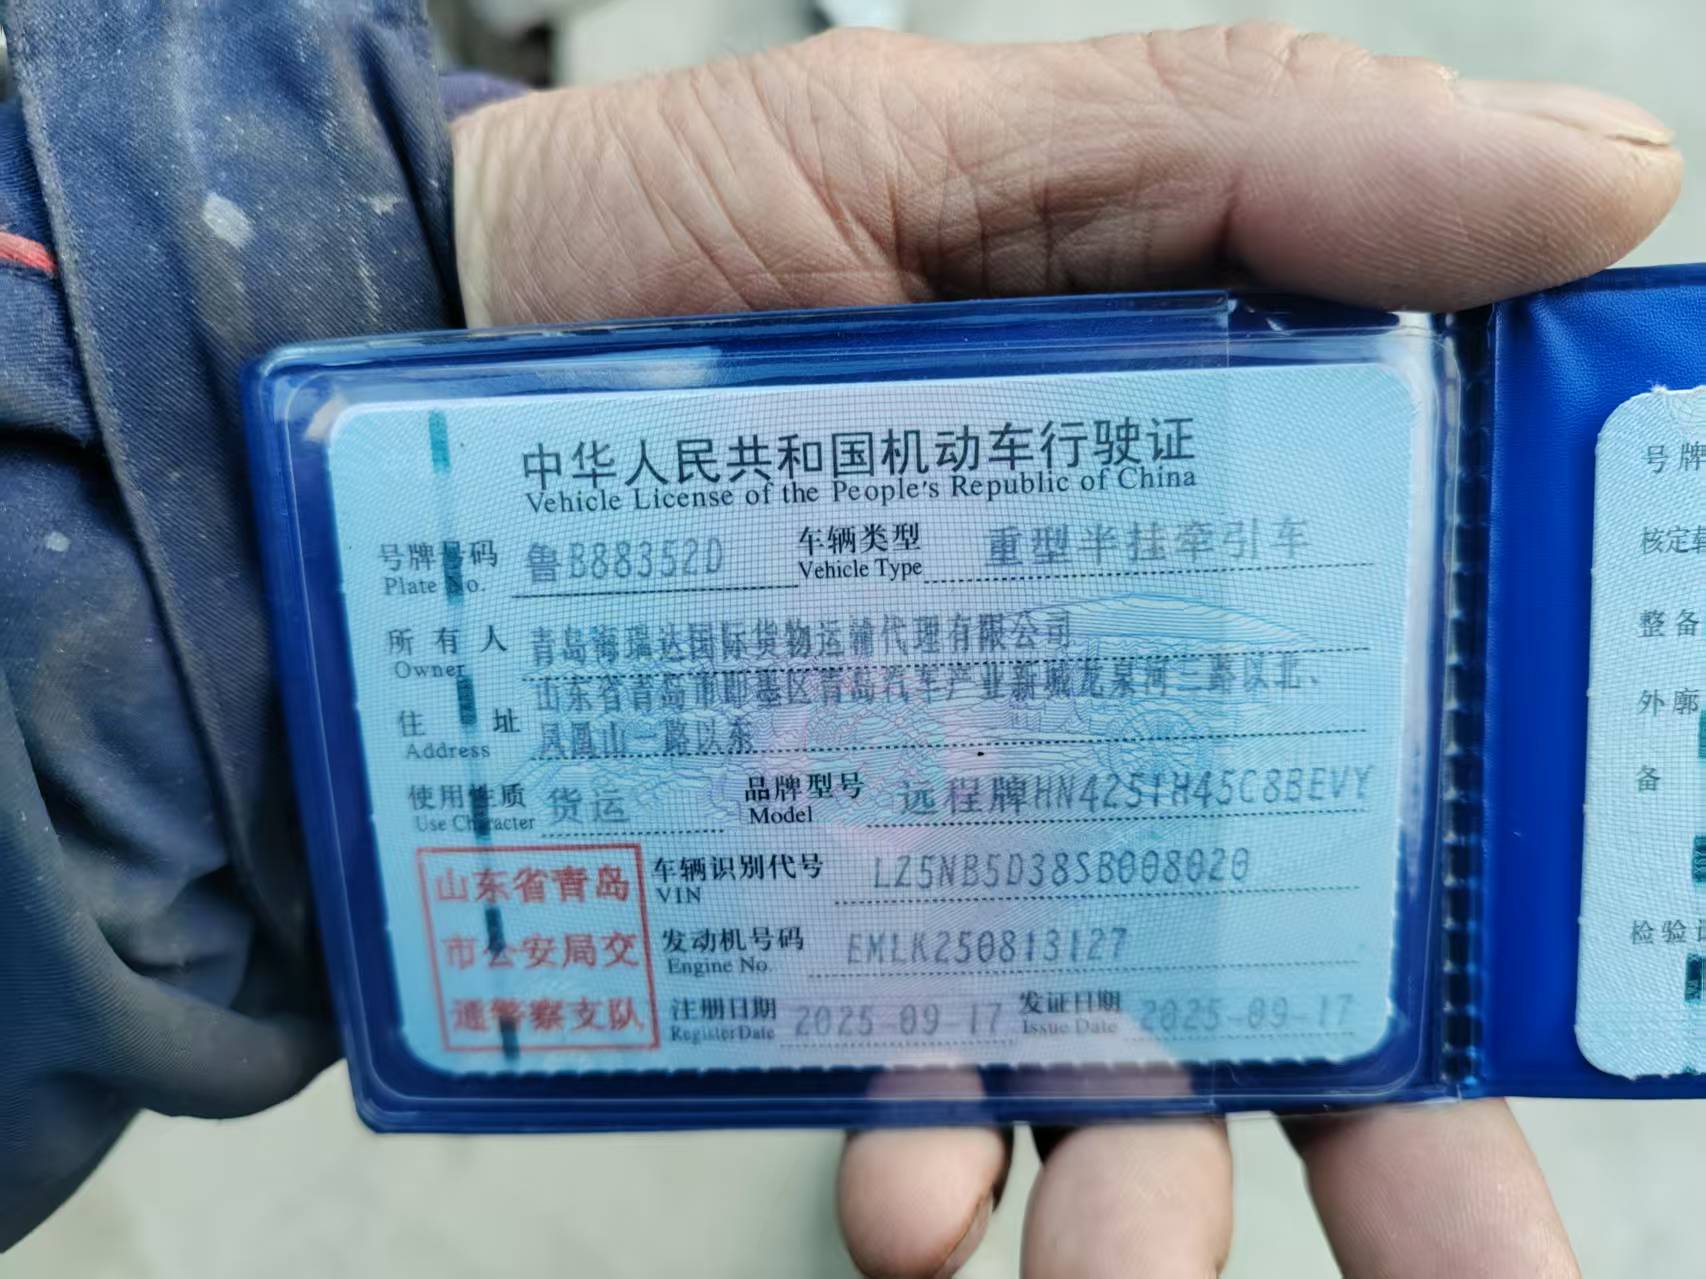 中华人民共和国机动车行驶证
Vehicle License of the People's Republic of China
号牌号码 鲁B88352D 车辆类型 重型半挂牵引车
Plate No. Vehicle Type
所有人 青岛海瑞达国际货物运输代理有限公司
Owner
山东省青岛市即墨区青岛汽车产业新城龙泉河三路以北、
住址 凤凰山一路以东
Address
使用性质 货运 品牌型号 远程牌HN4251H45C8BEVY
Use Character Model
山东省青岛
市公安局交
通警察支队
车辆识别代号 LZ5NB5D38SB008020
VIN
发动机号码 EMLK250813127
Engine No.
注册日期 2025-09-17 发证日期 2025-09-17
Register Date Issue Date
号牌
核定
整备
外廓
备
检验